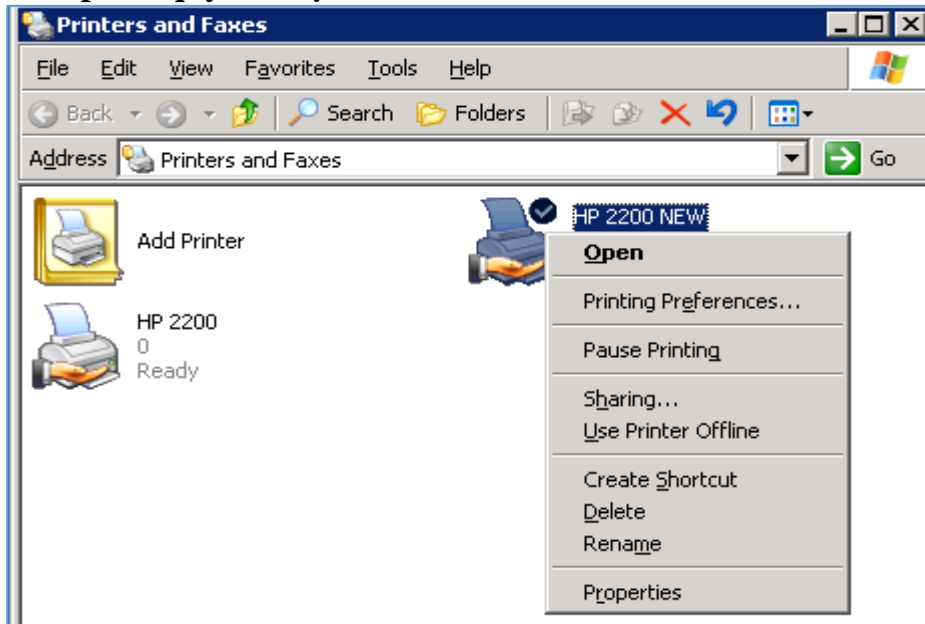 Printers and Faxes
File Edit View Favorites Tools Help
Back Search Folders
Address Printers and Faxes Go
Add Printer
HP 2200 NEW
HP 2200
0
Ready
Open
Printing Preferences...
Pause Printing
Sharing...
Use Printer Offline
Create Shortcut
Delete
Rename
Properties